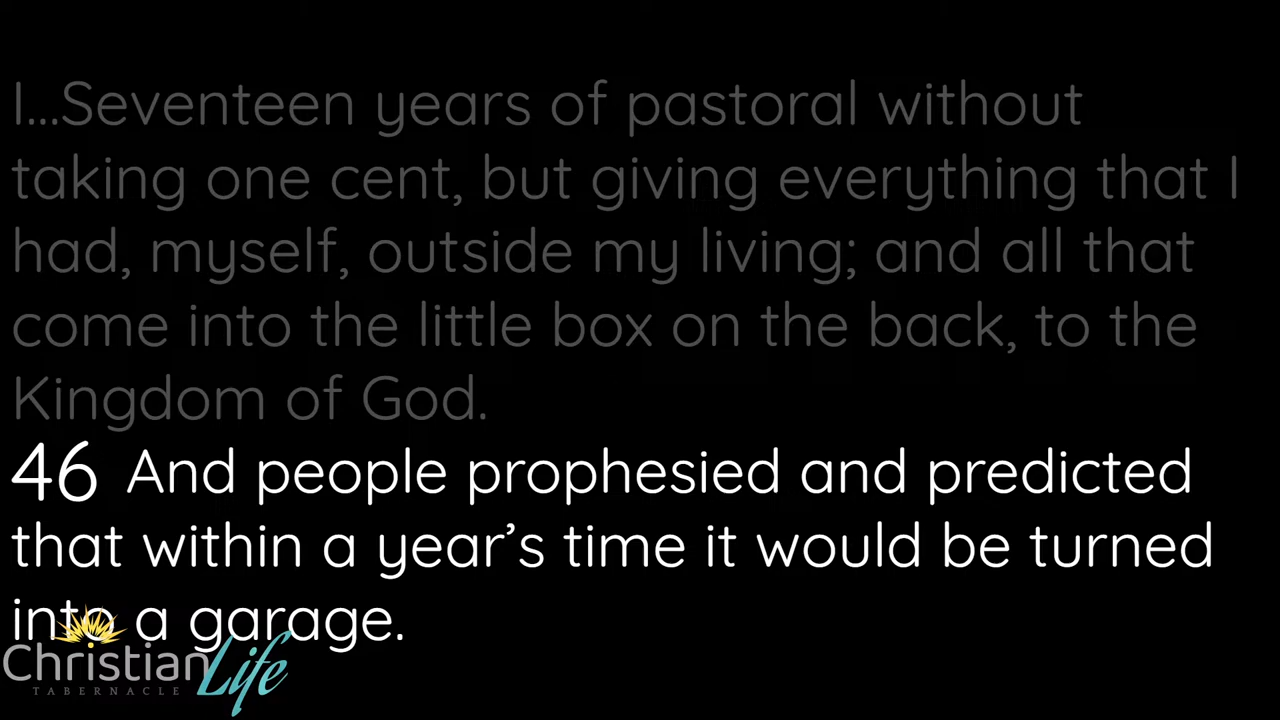 I...Seventeen years of pastoral without
taking one cent, but giving everything that I
had, myself, outside my living; and all that
come into the little box on the back, to the
Kingdom of God.
46 And people prophesied and predicted
that within a year’s time it would be turned
into a garage.
Christian Life
TABERNACLE